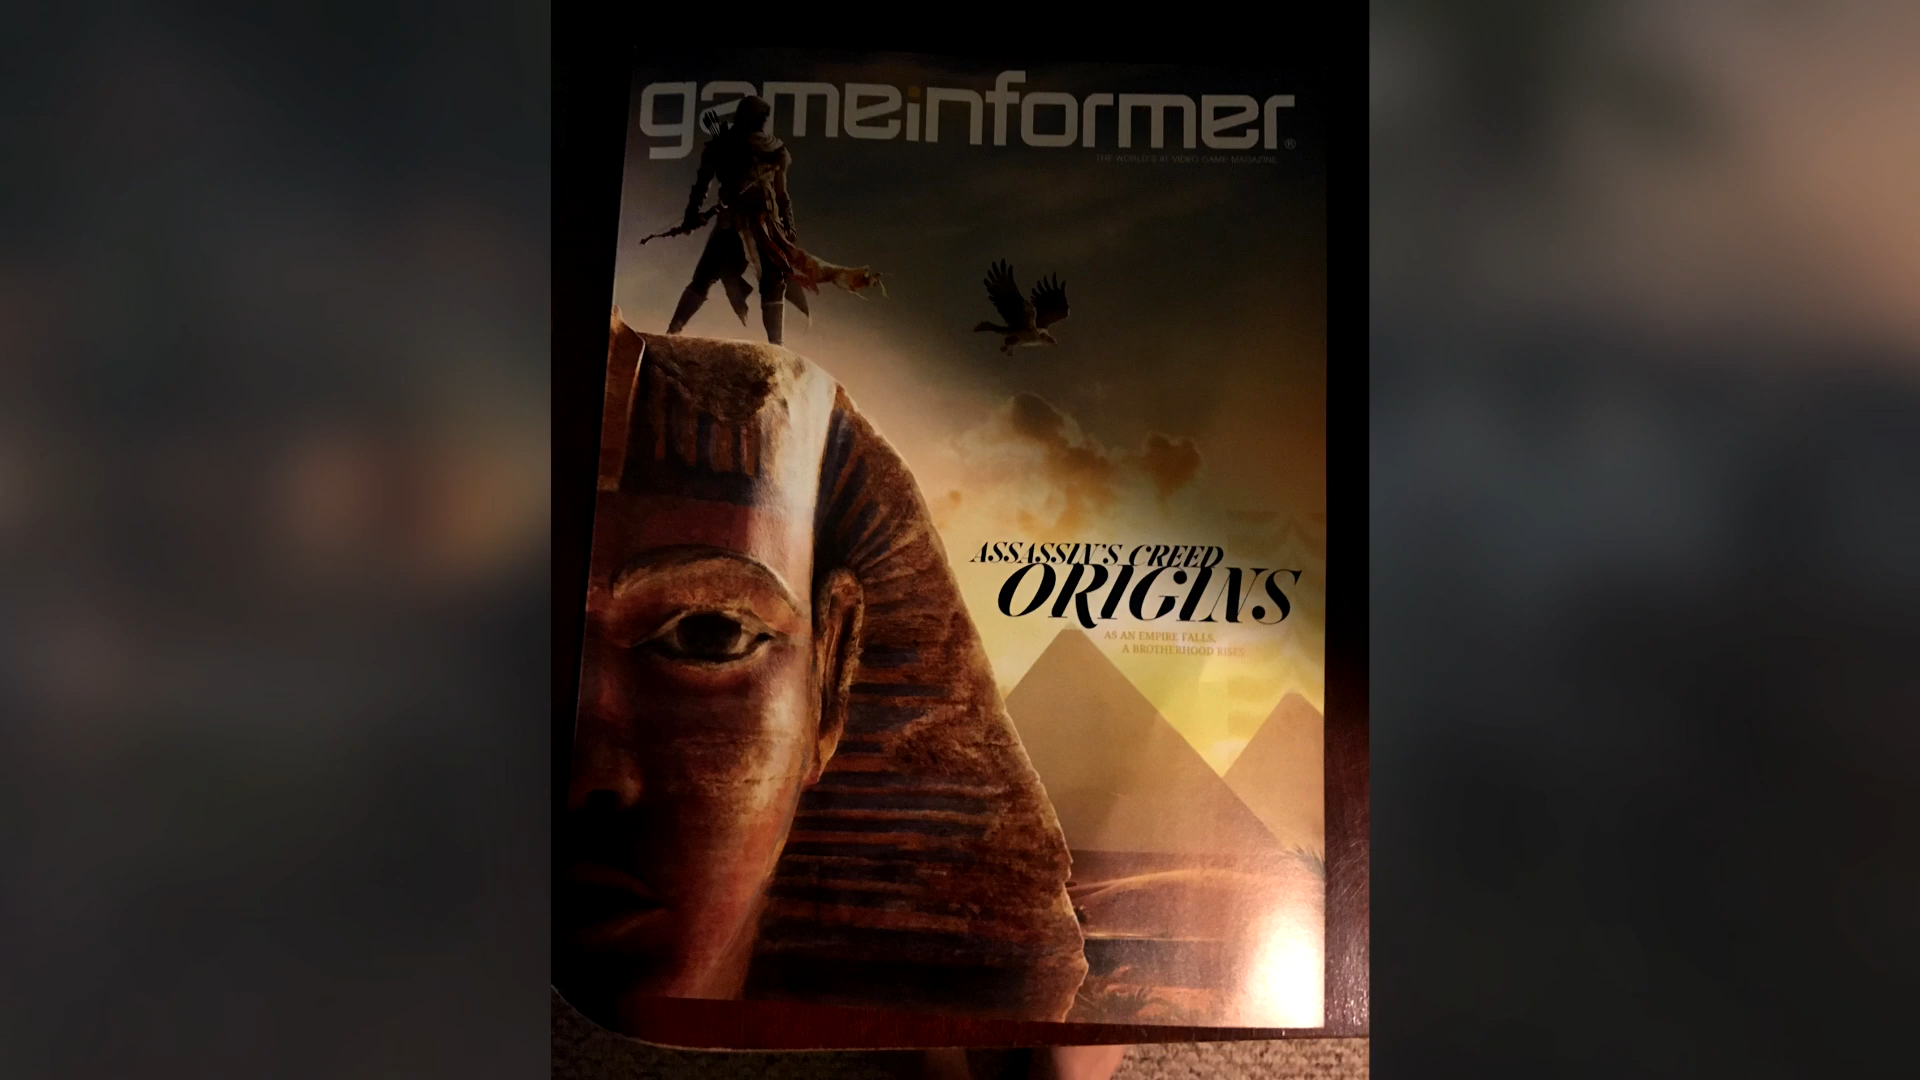 gameinformer®
THE WORLD'S #1 VIDEO GAME MAGAZINE
ASSASSIN'S CREED
ORIGINS
AS AN EMPIRE FALLS,
A BROTHERHOOD RISES